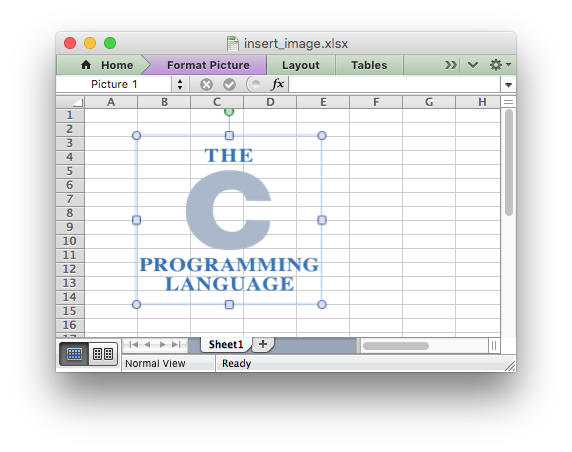 insert_image.xlsx
Home Format Picture Layout Tables
Picture 1 fx
A B C D E F G H
1
2
3
4
5
6
7
8
9
10
11
12
13
14
15
16
17
THE
C
PROGRAMMING
LANGUAGE
Sheet1
Normal View Ready